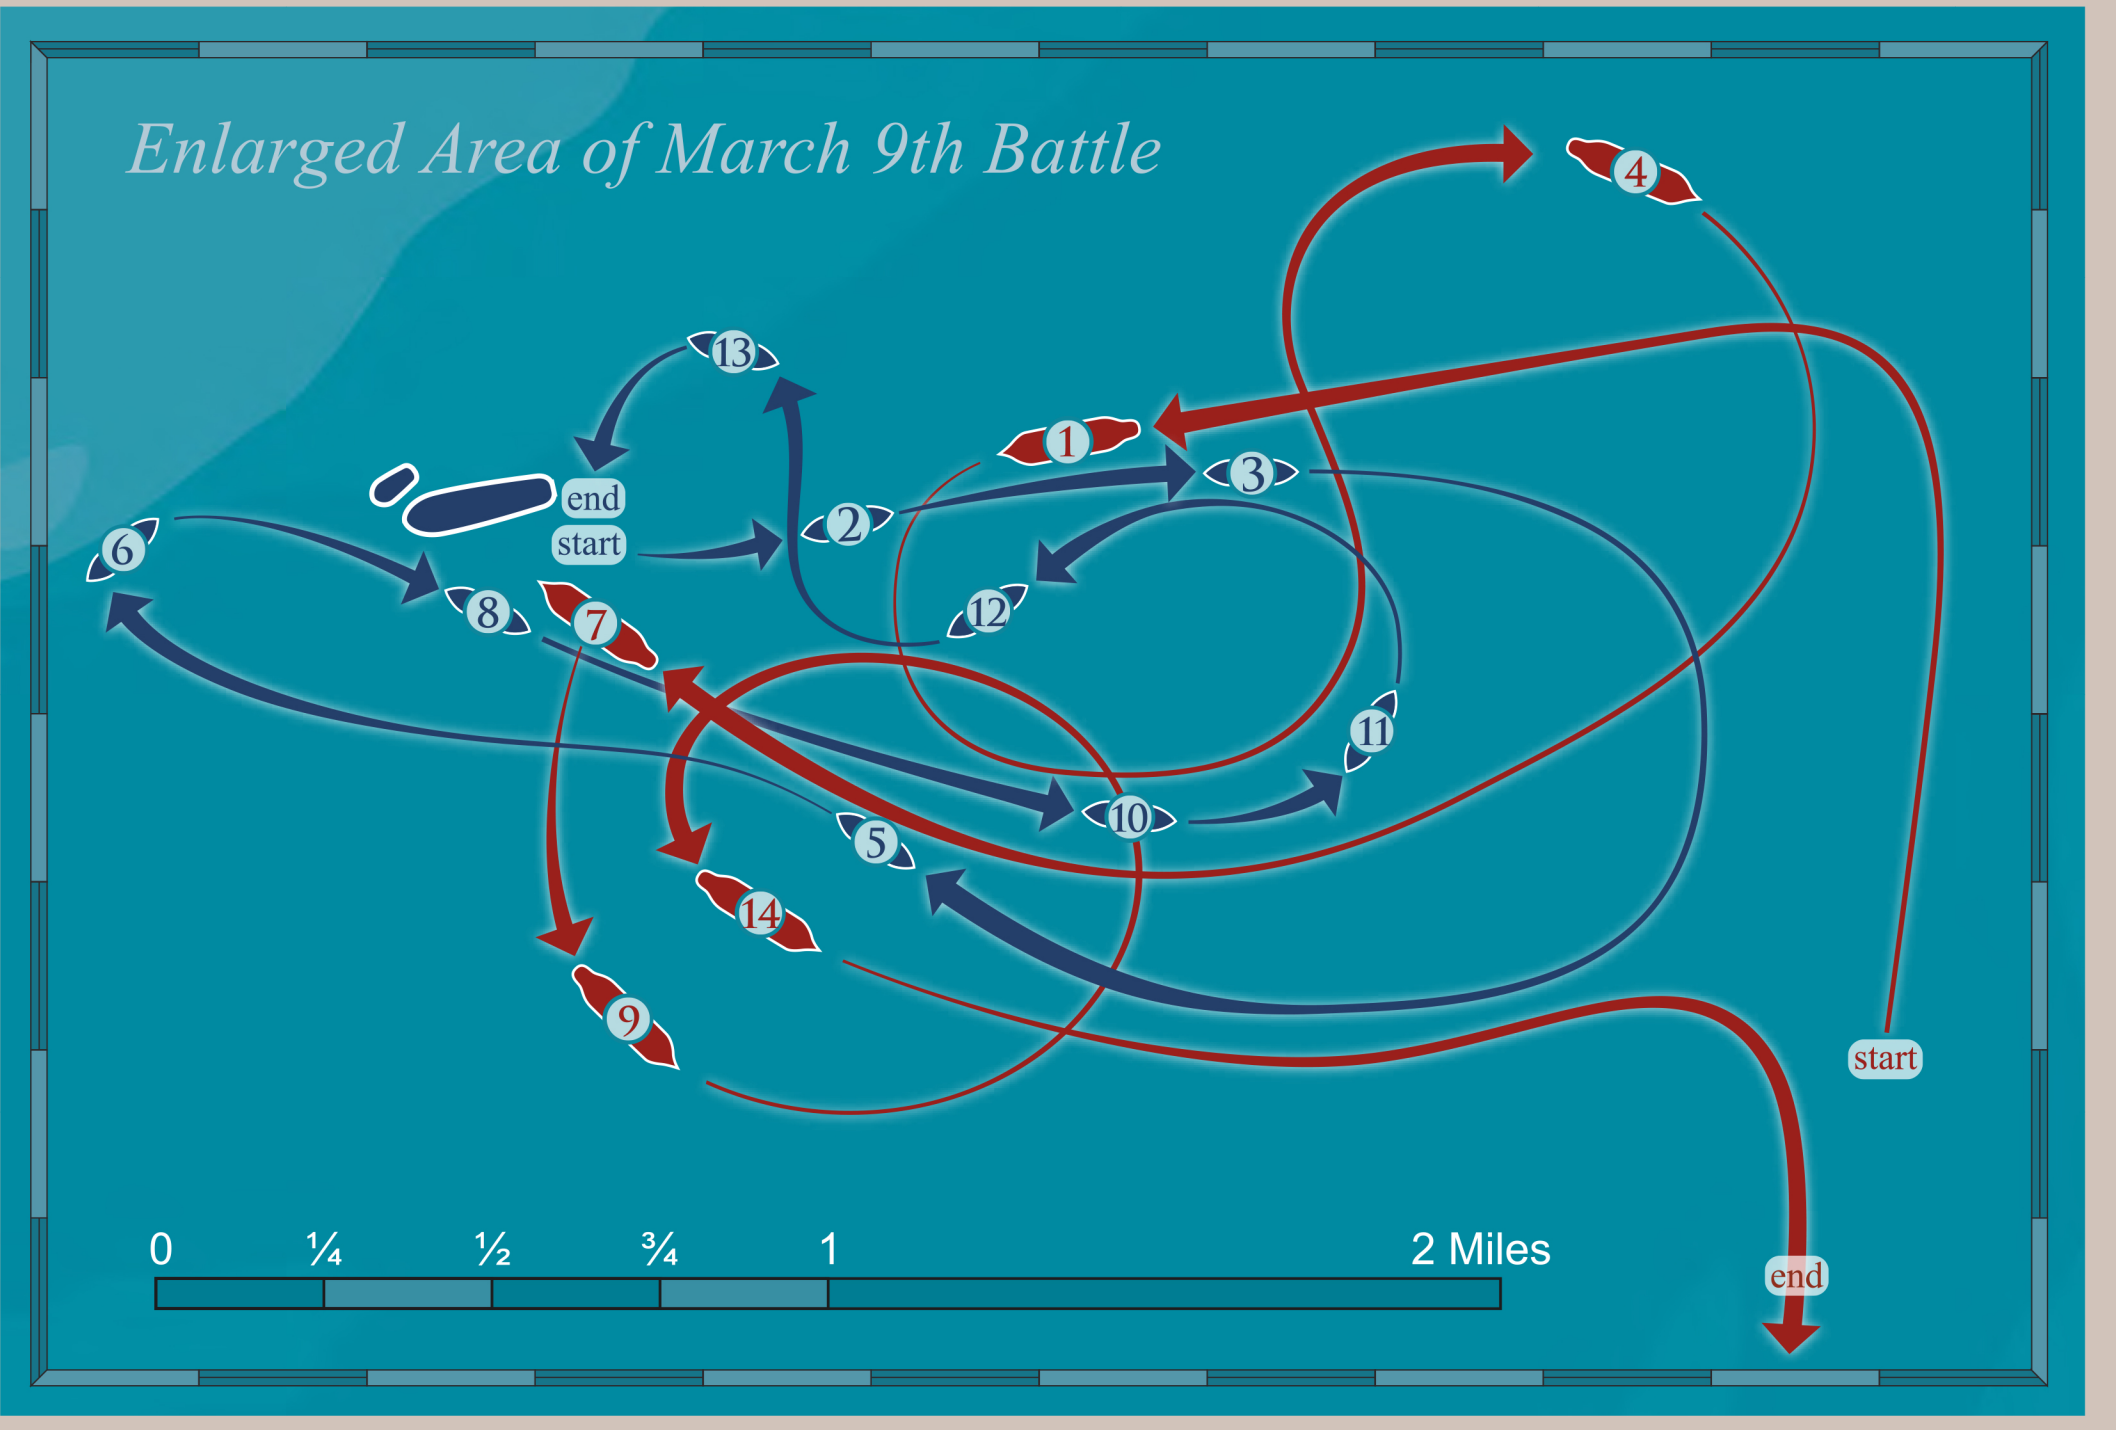 Enlarged Area of March 9th Battle
4
13
1
3
end
2
start
6
12
8
7
11
10
5
14
9
start
0 ¼ ½ ¾ 1 2 Miles
end